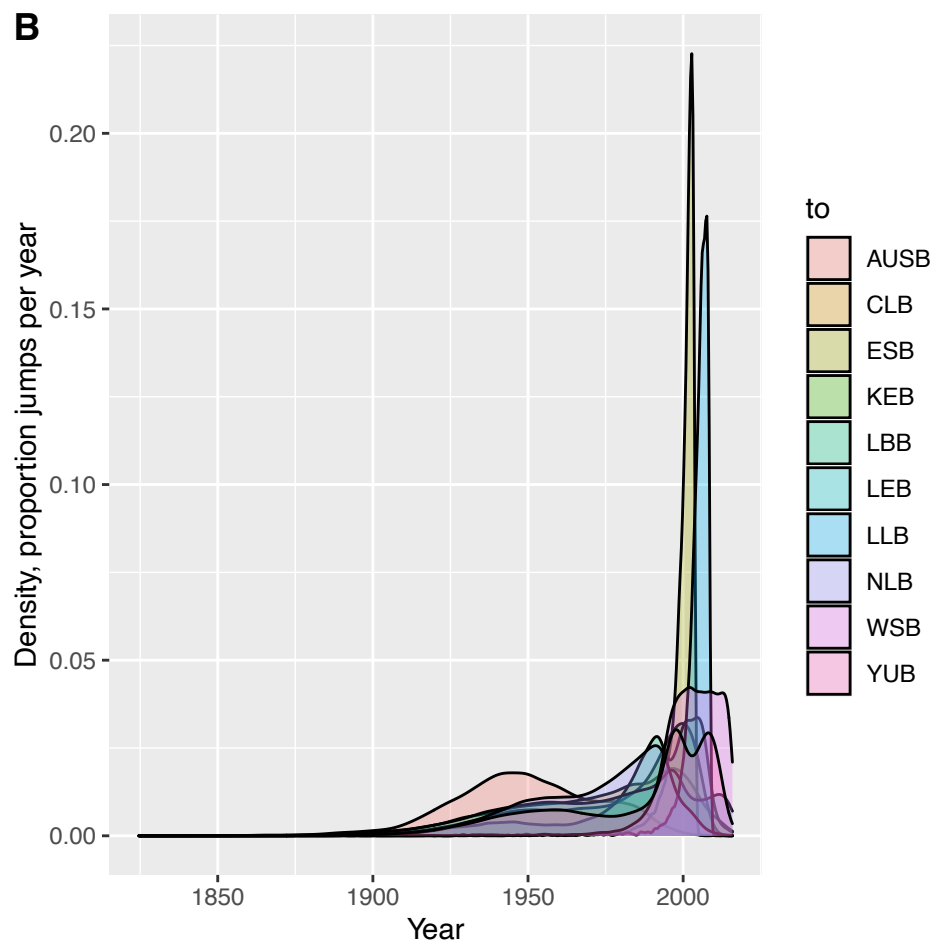 B
Density, proportion jumps per year
0.20
0.15
0.10
0.05
0.00
1850
1900
1950
2000
Year
to
AUSB
CLB
ESB
KEB
LBB
LEB
LLB
NLB
WSB
YUB